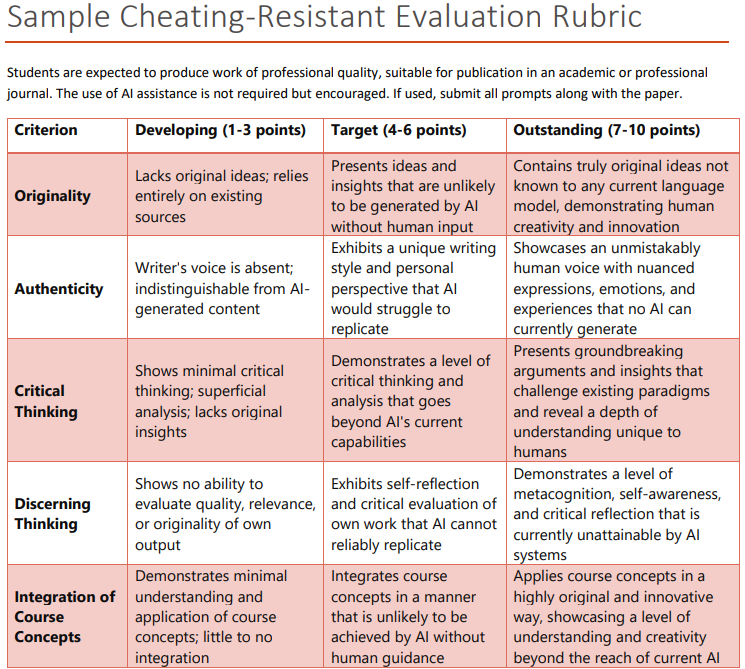 Sample Cheating-Resistant Evaluation Rubric
Students are expected to produce work of professional quality, suitable for publication in an academic or professional
journal. The use of AI assistance is not required but encouraged. If used, submit all prompts along with the paper.
Criterion
Developing (1-3 points)
Target (4-6 points)
Outstanding (7-10 points)
Originality
Lacks original ideas; relies
entirely on existing
sources
Presents ideas and
insights that are unlikely
to be generated by AI
without human input
Contains truly original ideas not
known to any current language
model, demonstrating human
creativity and innovation
Authenticity
Writer's voice is absent;
indistinguishable from AI-
generated content
Exhibits a unique writing
style and personal
perspective that AI
would struggle to
replicate
Showcases an unmistakably
human voice with nuanced
expressions, emotions, and
experiences that no AI can
currently generate
Critical
Thinking
Shows minimal critical
thinking; superficial
analysis; lacks original
insights
Demonstrates a level of
critical thinking and
analysis that goes
beyond AI's current
capabilities
Presents groundbreaking
arguments and insights that
challenge existing paradigms
and reveal a depth of
understanding unique to
humans
Discerning
Thinking
Shows no ability to
evaluate quality, relevance,
or originality of own
output
Exhibits self-reflection
and critical evaluation of
own work that AI cannot
reliably replicate
Demonstrates a level of
metacognition, self-awareness,
and critical reflection that is
currently unattainable by AI
systems
Integration of
Course
Concepts
Demonstrates minimal
understanding and
application of course
concepts; little to no
integration
Integrates course
concepts in a manner
that is unlikely to be
achieved by AI without
human guidance
Applies course concepts in a
highly original and innovative
way, showcasing a level of
understanding and creativity
beyond the reach of current AI